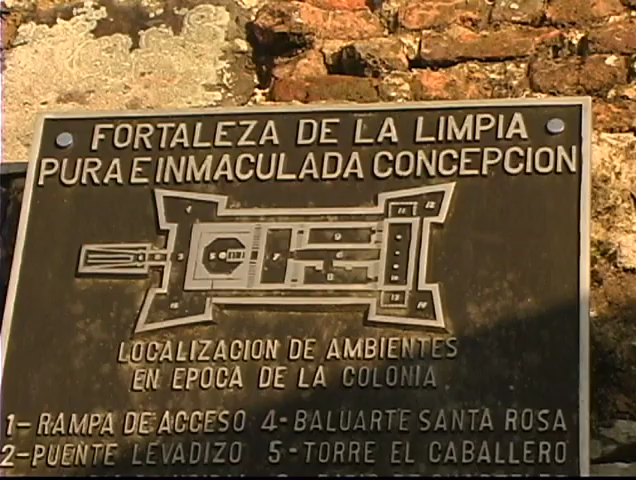 FORTALEZA DE LA LIMPIA
PURA E INMACULADA CONCEPCION
LOCALIZACION DE AMBIENTES
EN EPOCA DE LA COLONIA
1- RAMPA DE ACCESO 4- BALUARTE SANTA ROSA
2- PUENTE LEVADIZO 5- TORRE EL CABALLERO